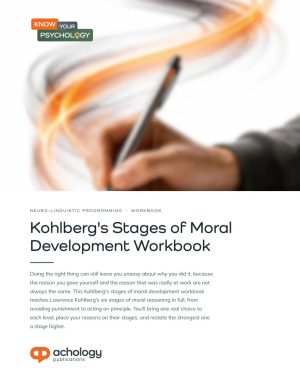 KNOW YOUR
PSYCHOLOGY
NEURO-LINGUISTIC PROGRAMMING · WORKBOOK
Kohlberg's Stages of Moral
Development Workbook
Doing the right thing can still leave you uneasy about why you did it, because
the reason you gave yourself and the reason that was really at work are not
always the same. This Kohlberg's stages of moral development workbook
teaches Lawrence Kohlberg's six stages of moral reasoning in full, from
avoiding punishment to acting on principle. You'll bring one real choice to
each level, place your reasons on their stages, and restate the strongest one
a stage higher.
achology
publications